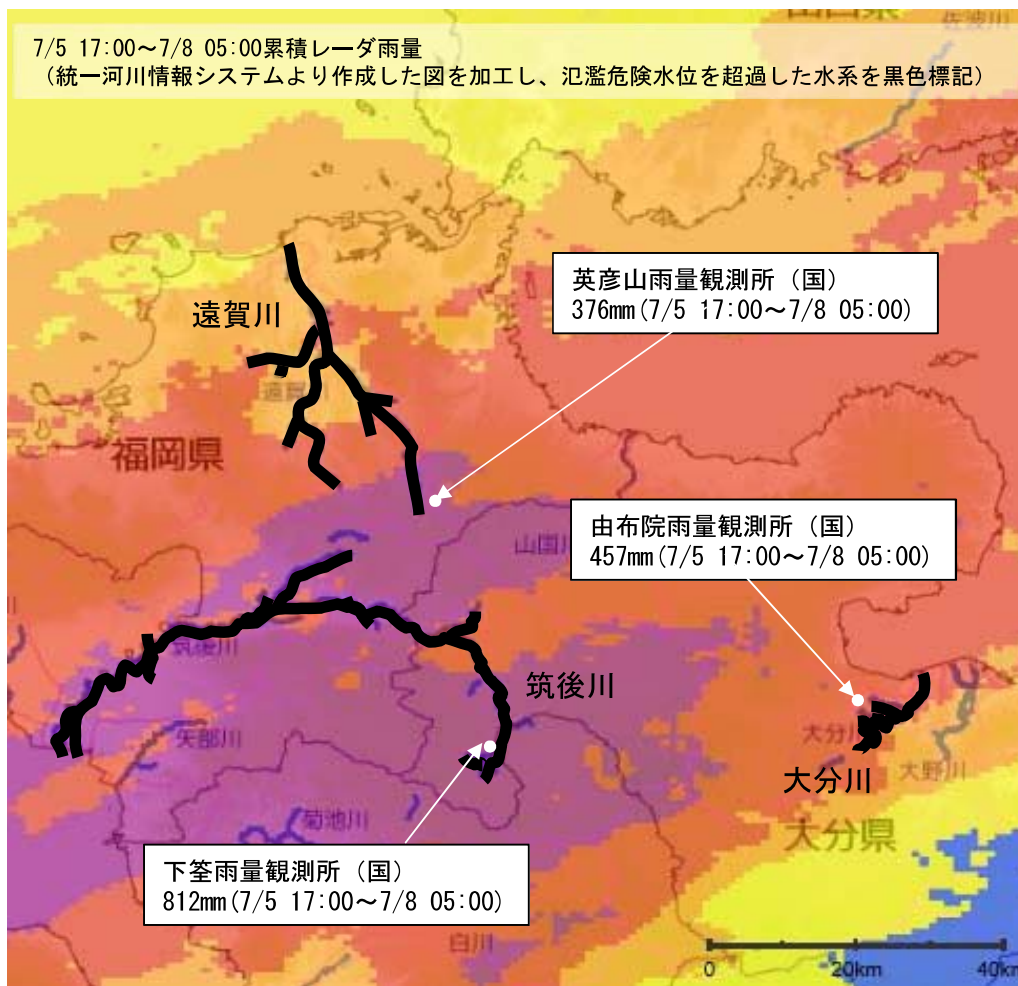 山口県
佐波川
7/5 17:00～7/8 05:00累積レーダ雨量
（統一河川情報システムより作成した図を加工し、氾濫危険水位を超過した水系を黒色標記）
英彦山雨量観測所（国）
376mm(7/5 17:00～7/8 05:00)
遠賀川
福岡県
由布院雨量観測所（国）
457mm(7/5 17:00～7/8 05:00)
山国川
筑後川
筑後川
矢部川
大分川
大野川
大分川
菊池川
大分県
下筌雨量観測所（国）
812mm(7/5 17:00～7/8 05:00)
白川
0 20km 40km